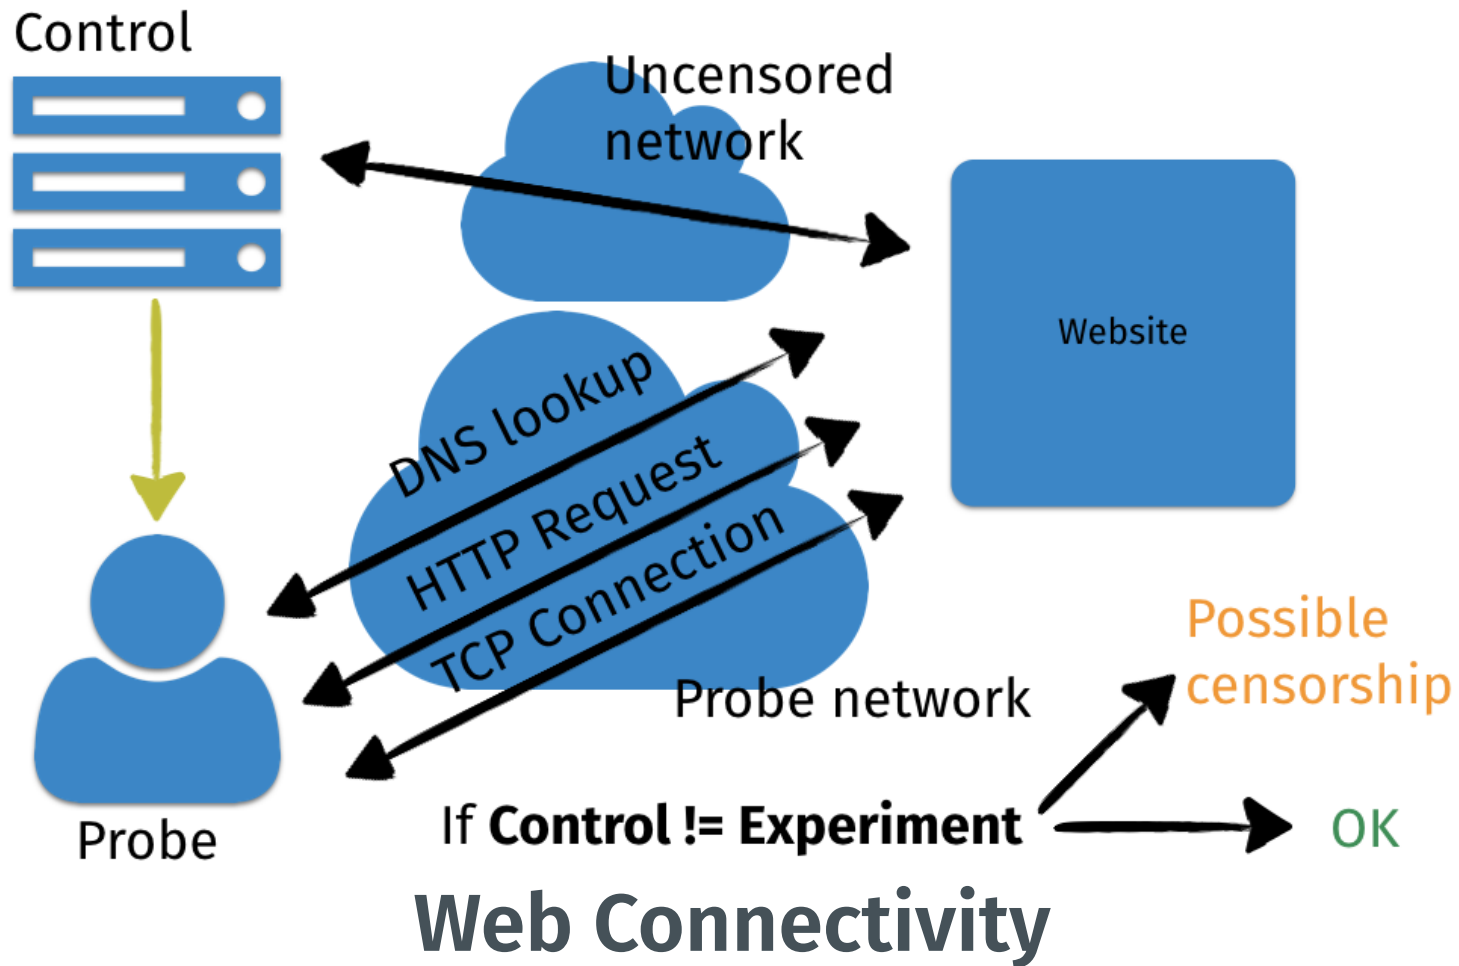 Control
Uncensored
network
Website
DNS lookup
HTTP Request
TCP Connection
Probe network
Possible
censorship
Probe
If Control != Experiment
OK
Web Connectivity